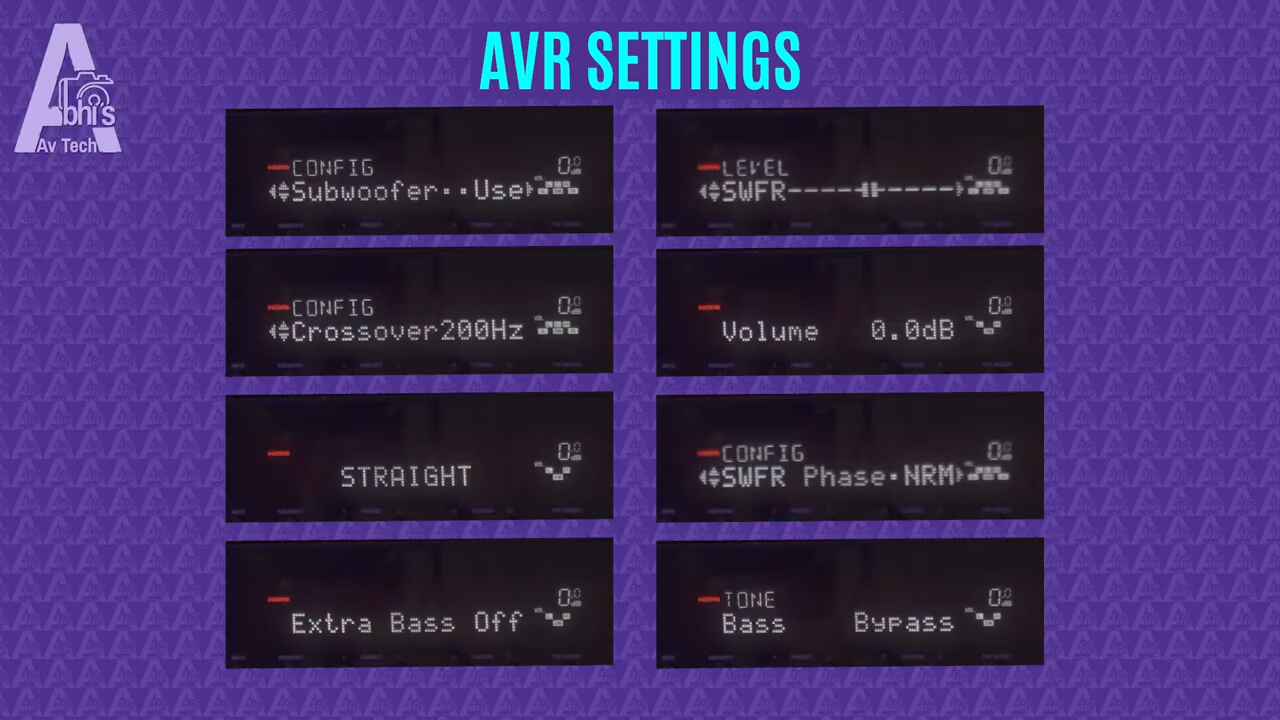 AVR SETTINGS
Abhi's
Av Tech
CONFIG
Subwoofer··Use
LEVEL
SWFR
CONFIG
Crossover200Hz
Volume 0.0dB
STRAIGHT
CONFIG
SWFR Phase·NRM
Extra Bass Off
TONE
Bass Bypass